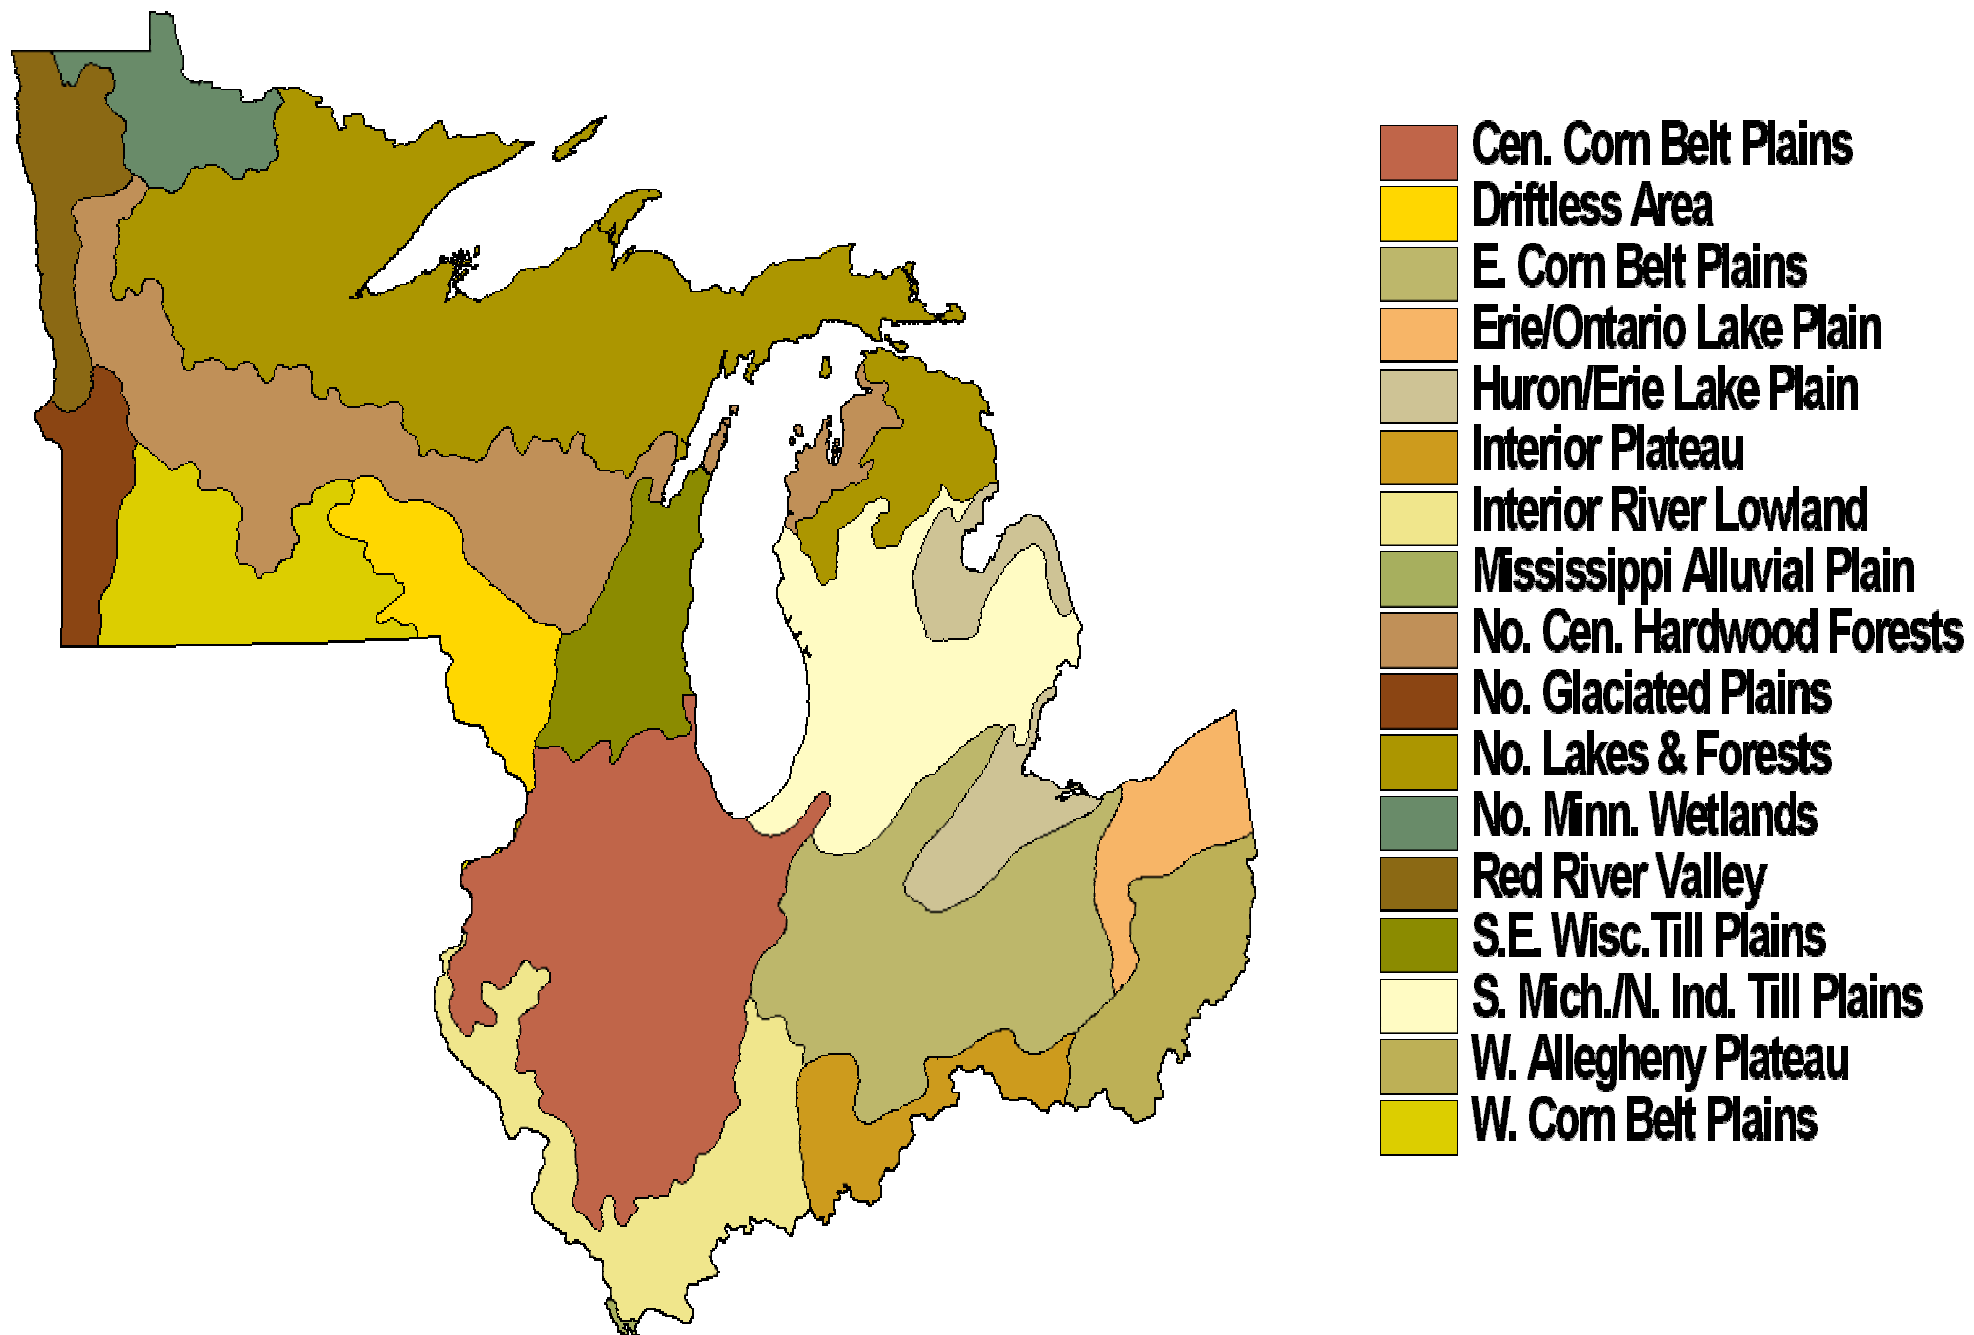 Cen. Corn Belt Plains
Driftless Area
E. Corn Belt Plains
Erie/Ontario Lake Plain
Huron/Erie Lake Plain
Interior Plateau
Interior River Lowland
Mississippi Alluvial Plain
No. Cen. Hardwood Forests
No. Glaciated Plains
No. Lakes & Forests
No. Minn. Wetlands
Red River Valley
S.E. Wisc.Till Plains
S. Mich./N. Ind. Till Plains
W. Allegheny Plateau
W. Corn Belt Plains